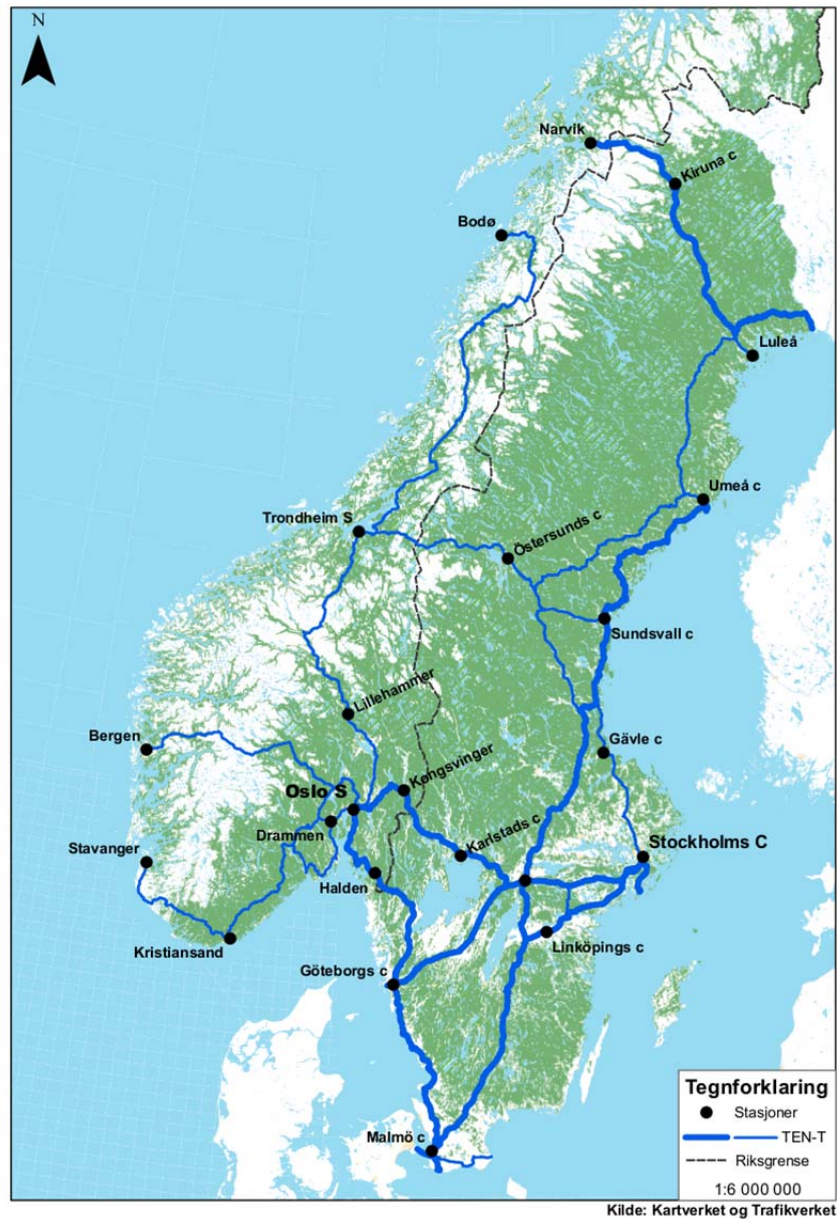 N
Narvik
Kiruna c
Bodø
Luleå
Umeå c
Trondheim S
Östersunds c
Sundsvall c
Lillehammer
Bergen
Gävle c
Kongsvinger
Oslo S
Drammen
Karlstads c
Stockholms C
Stavanger
Halden S
Linköpings c
Kristiansand
Göteborgs c
Malmö c
Tegnforklaring
Stasjoner
TEN-T
Riksgrense
1:6 000 000
Kilde: Kartverket og Trafikverket